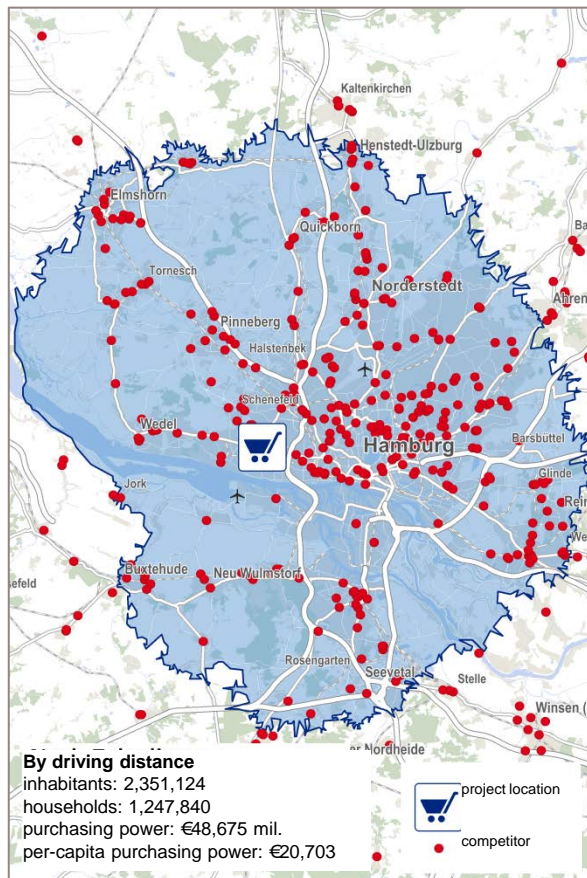 Kaltenkirchen
Henstedt-Ulzburg
Elmshorn
Quickborn
Tornesch
Norderstedt
Pinneberg
Halstenbek
Schenefeld
Wedel
Hamburg
Barsbüttel
Glinde
Jork
Buxtehude
Neu Wulmstorf
Rosengarten
Seevetal
Stelle
Winsen (
By driving distance
inhabitants: 2,351,124
households: 1,247,840
purchasing power: €48,675 mil.
per-capita purchasing power: €20,703
project location
competitor